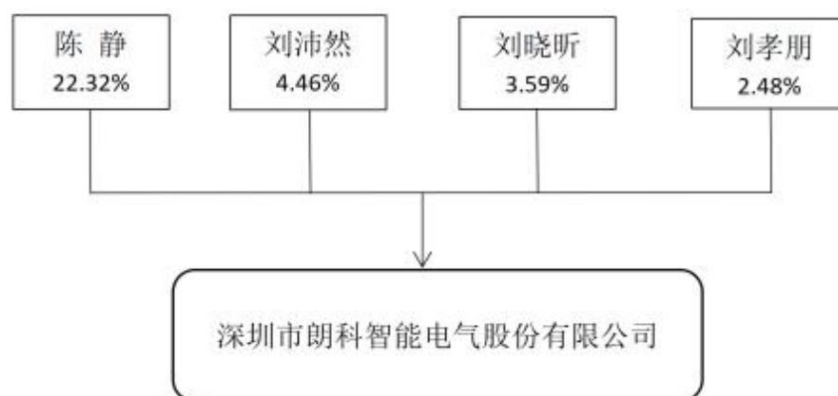 陈 静
22.32%
刘沛然
4.46%
刘晓昕
3.59%
刘孝朋
2.48%
深圳市朗科智能电气股份有限公司